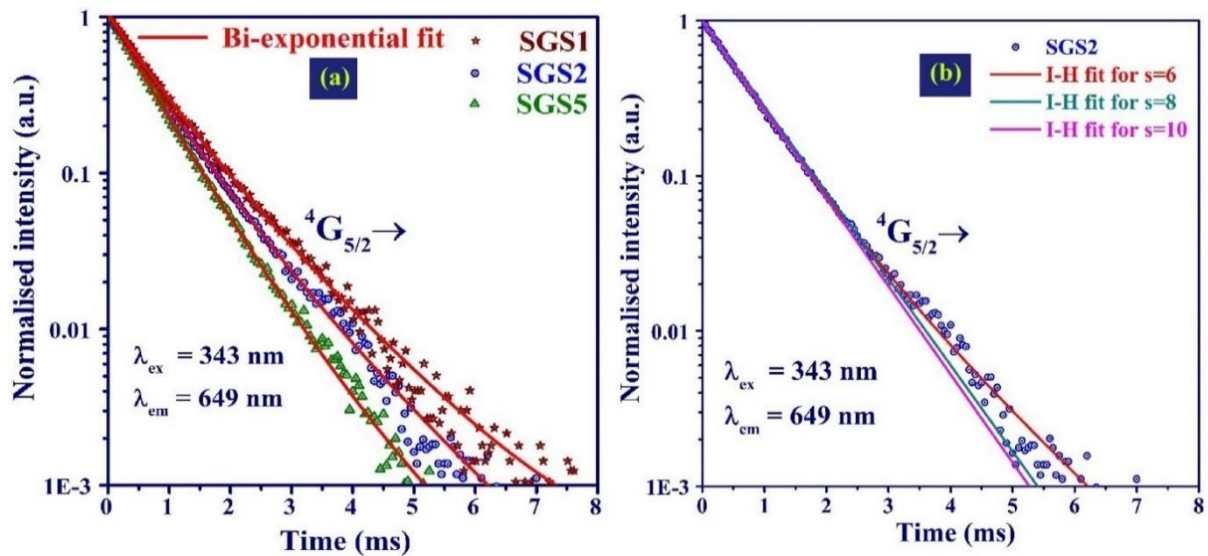 Normalised intensity (a.u.)
1
0.1
0.01
1E-3
Bi-exponential fit
(a)
SGS1
SGS2
SGS5
⁴G₅/₂→
λex = 343 nm
λem = 649 nm
0 1 2 3 4 5 6 7 8
Time (ms)
Normalised intensity (a.u.)
1
0.1
0.01
1E-3
(b)
SGS2
I-H fit for s=6
I-H fit for s=8
I-H fit for s=10
⁴G₅/₂→
λex = 343 nm
λem = 649 nm
0 1 2 3 4 5 6 7 8
Time (ms)